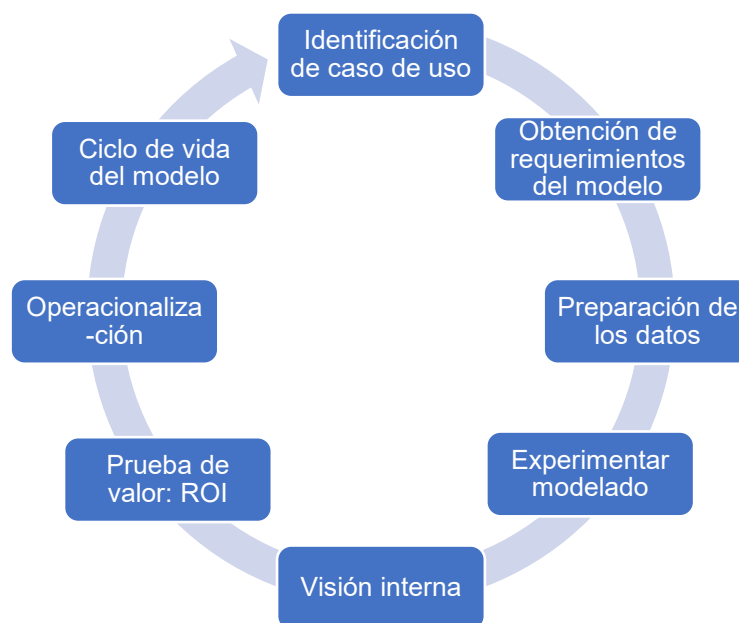 Identificación
de caso de uso
Obtención de
requerimientos
del modelo
Preparación de
los datos
Experimentar
modelado
Visión interna
Prueba de
valor: ROI
Operacionaliza
-ción
Ciclo de vida
del modelo